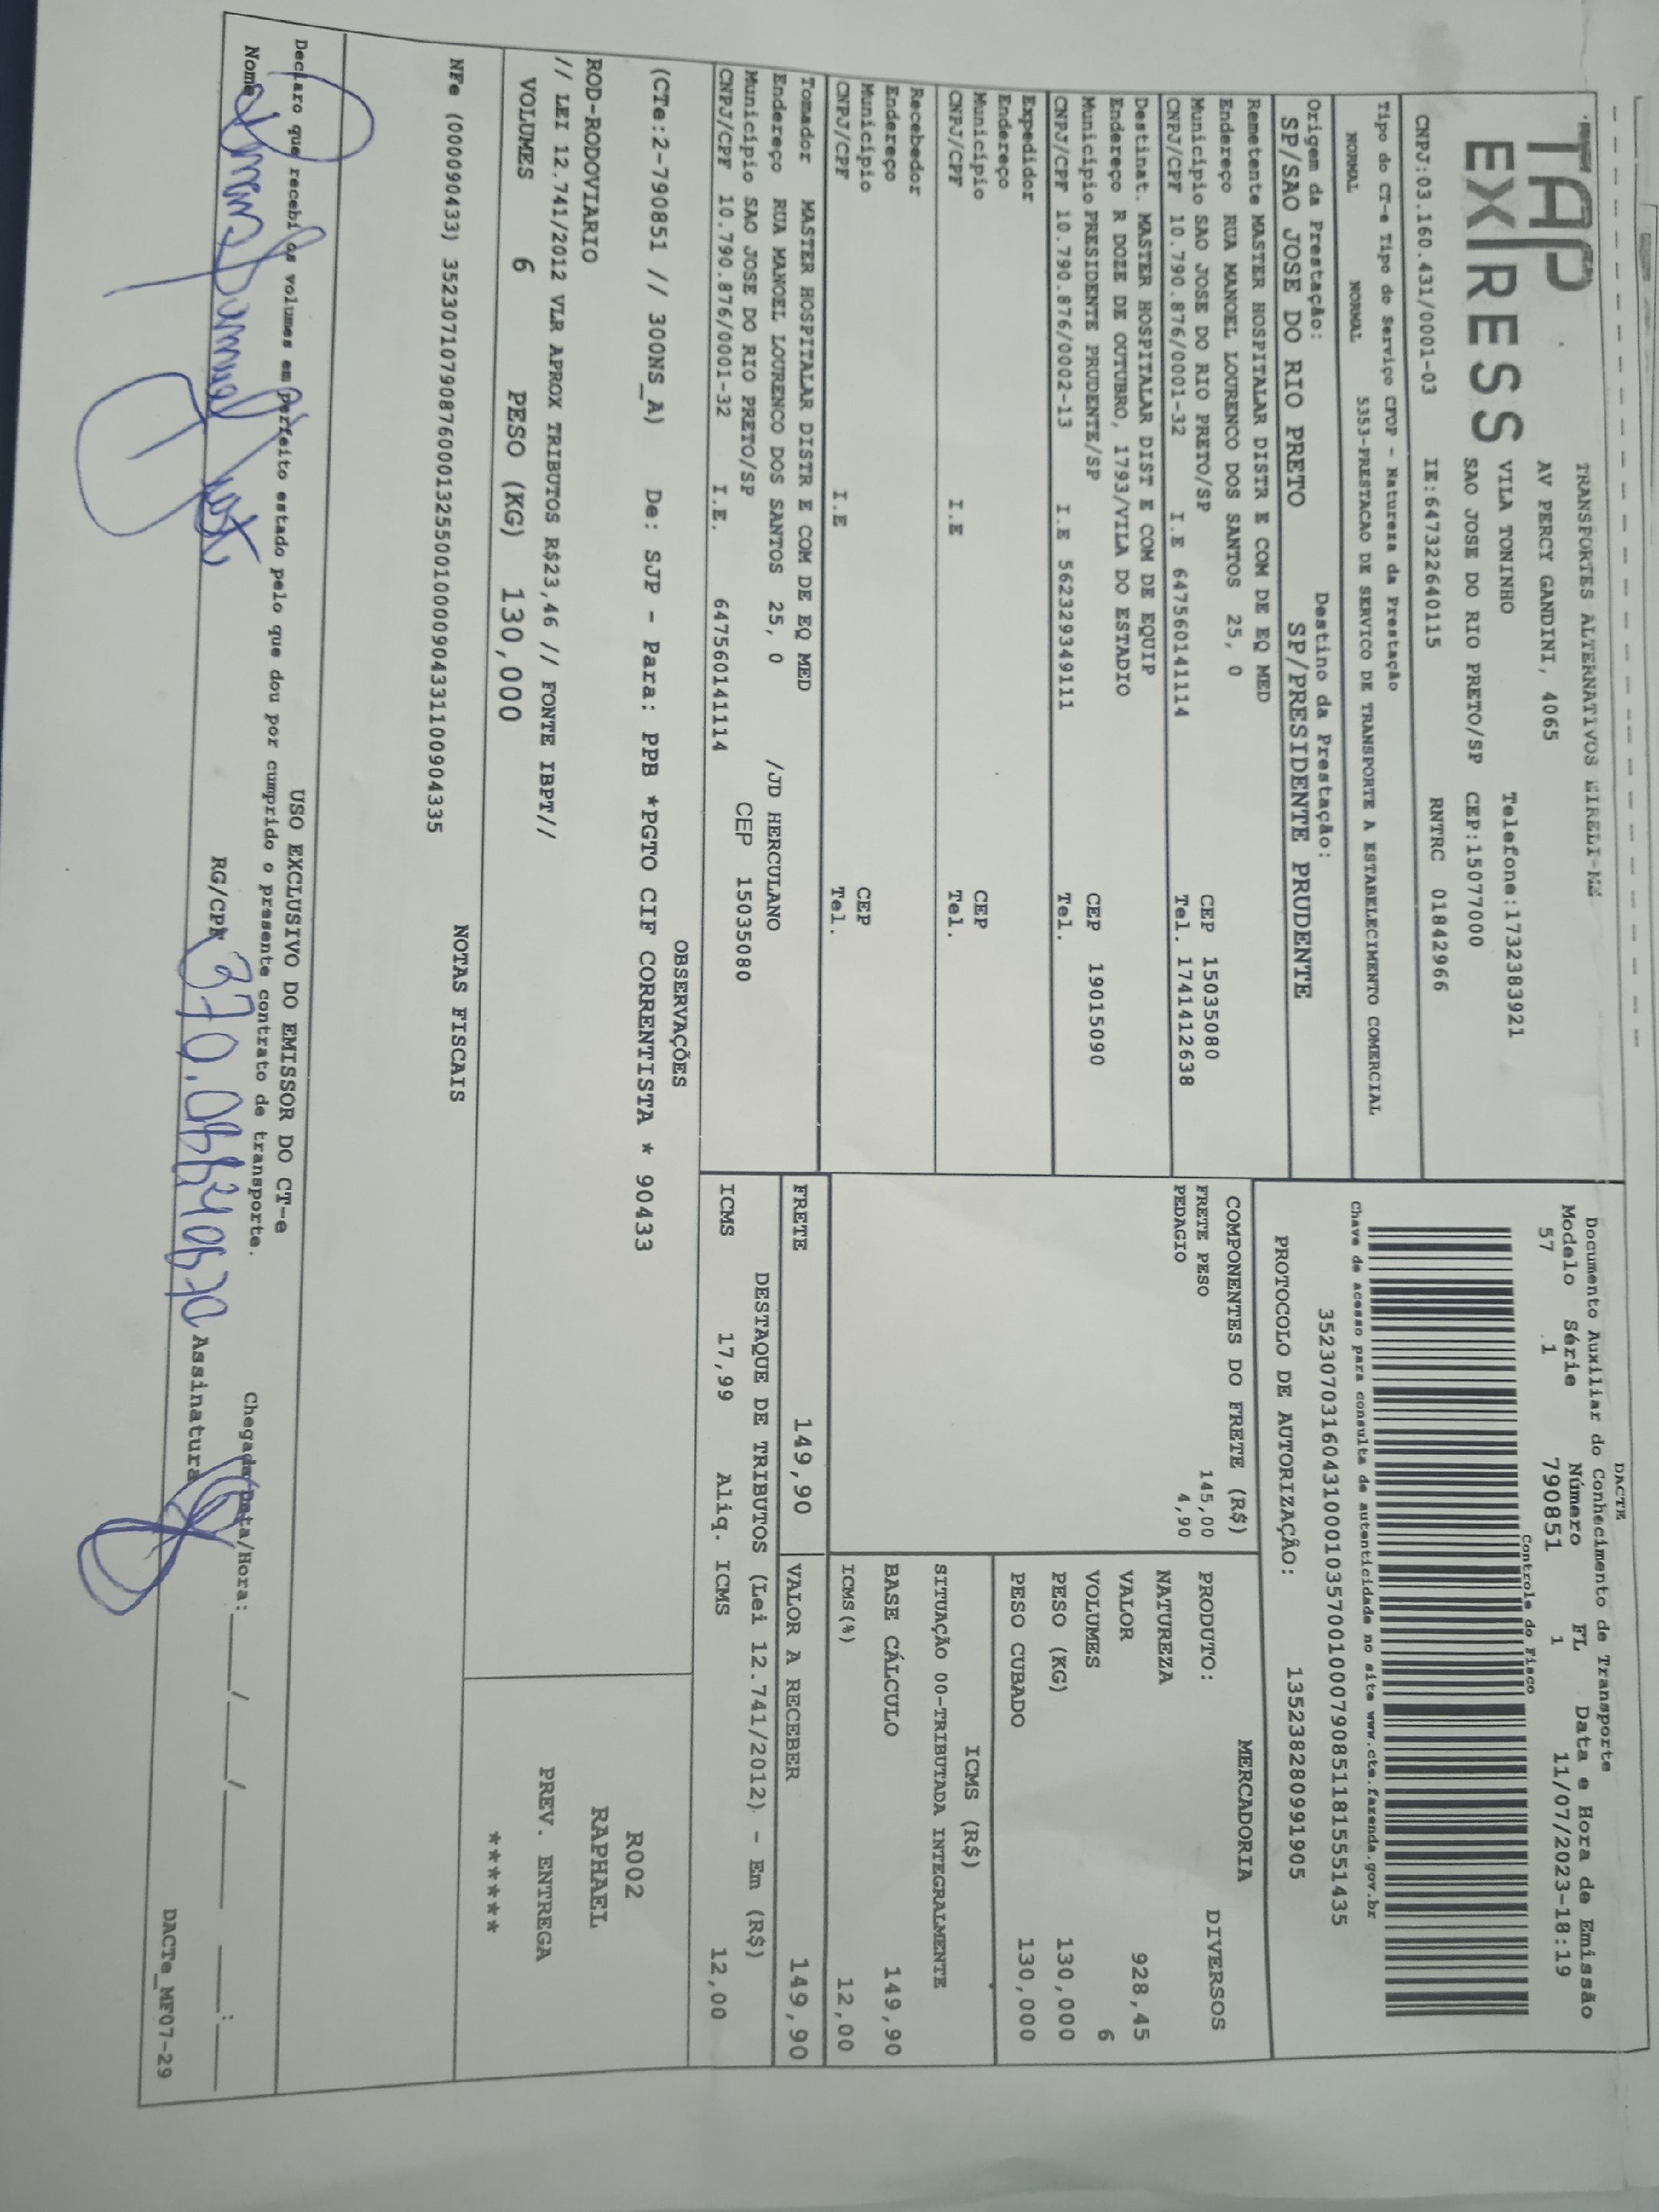 TAP
EXPRESS
TRANSPORTES ALTERNATIVOS EIRELI-ME
AV PERCY GANDINI, 4065
VILA TONINHO Telefone:1732383921
SAO JOSE DO RIO PRETO/SP CEP:15077000
CNPJ:03.160.431/0001-03 IE:647322640115 RNTRC 01842966
DACTE
Documento Auxiliar do Conhecimento de Transporte
Modelo Série Número FL Data e Hora de Emissão
57 1 790851 1 11/07/2023-18:19
Controle do Fisco
Chave de acesso para consulta de autenticidade no site www.cte.fazenda.gov.br
35230703160431000103570010007908511815551435
PROTOCOLO DE AUTORIZAÇÃO: 135238280991905
Tipo do CT-e Tipo do Serviço CFOP - Natureza da Prestação
NORMAL NORMAL 5353-PRESTACAO DE SERVICO DE TRANSPORTE A ESTABELECIMENTO COMERCIAL
Origem da Prestação: Destino da Prestação:
SP/SAO JOSE DO RIO PRETO SP/PRESIDENTE PRUDENTE
Remetente MASTER HOSPITALAR DISTR E COM DE EQ MED
Endereço RUA MANOEL LOURENCO DOS SANTOS 25, 0
Município SAO JOSE DO RIO PRETO/SP CEP 15035080
CNPJ/CPF 10.790.876/0001-32 I.E 647560141114 Tel. 1741412638
Destinat. MASTER HOSPITALAR DIST E COM DE EQUIP
Endereço R DOZE DE OUTUBRO, 1793/VILA DO ESTADIO
Município PRESIDENTE PRUDENTE/SP CEP 19015090
CNPJ/CPF 10.790.876/0002-13 I.E 562329349111 Tel.
Expedidor
Endereço
Município CEP
CNPJ/CPF I.E Tel.
Recebedor
Endereço
Município CEP
CNPJ/CPF I.E Tel.
Tomador MASTER HOSPITALAR DISTR E COM DE EQ MED
Endereço RUA MANOEL LOURENCO DOS SANTOS 25, 0 /JD HERCULANO
Município SAO JOSE DO RIO PRETO/SP CEP 15035080
CNPJ/CPF 10.790.876/0001-32 I.E. 647560141114
COMPONENTES DO FRETE (R$)
FRETE PESO 145,00
PEDAGIO 4,90
MERCADORIA
PRODUTO: DIVERSOS
NATUREZA
VALOR 928,45
VOLUMES 6
PESO (KG) 130,000
PESO CUBADO 130,000
ICMS (R$)
SITUAÇÃO 00-TRIBUTADA INTEGRALMENTE
BASE CÁLCULO 149,90
ICMS(%) 12,00
FRETE 149,90 VALOR A RECEBER 149,90
DESTAQUE DE TRIBUTOS (Lei 12.741/2012) - Em (R$)
ICMS 17,99 Aliq. ICMS 12,00
OBSERVAÇÕES
(CTe:2-790851 // 300NS_A) De: SJP - Para: PPB *PGTO CIF CORRENTISTA * 90433
ROD-RODOVIARIO
// LEI 12.741/2012 VLR APROX TRIBUTOS R$23,46 // FONTE IBPT//
VOLUMES 6 PESO (KG) 130,000
R002
RAPHAEL
PREV. ENTREGA
******
NOTAS FISCAIS
NFe (000090433) 35230710790876000132550010000904331100904335
USO EXCLUSIVO DO EMISSOR DO CT-e
Declaro que recebi os volumes em perfeito estado pelo que dou por cumprido o presente contrato de transporte.
Chegada Data/Hora:____/____/____ ____:____
Nome RG/CPF Assinatura
DACTe_MF07-29